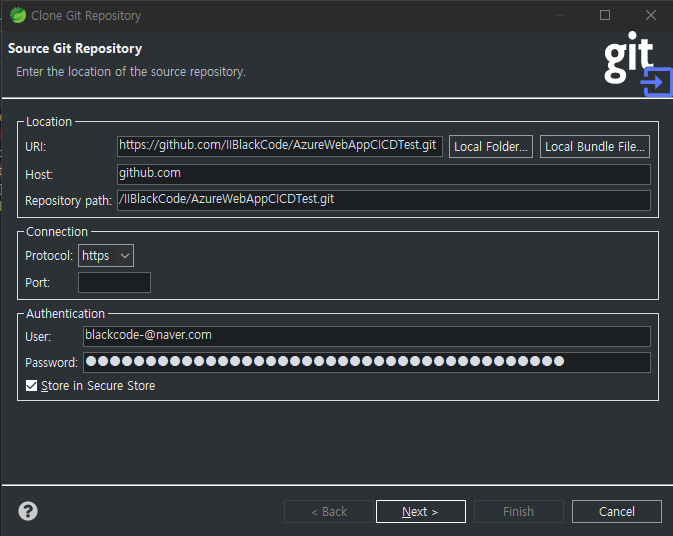 Clone Git Repository
Source Git Repository
Enter the location of the source repository.
git
Location
URI: https://github.com/IIBlackCode/AzureWebAppCICDTest.git Local Folder... Local Bundle File...
Host: github.com
Repository path: /IIBlackCode/AzureWebAppCICDTest.git
Connection
Protocol: https
Port:
Authentication
User: blackcode-@naver.com
Password: ●●●●●●●●●●●●●●●●●●●●●●●●●●●●●●●●●●●●●●●●
Store in Secure Store
? < Back Next > Finish Cancel